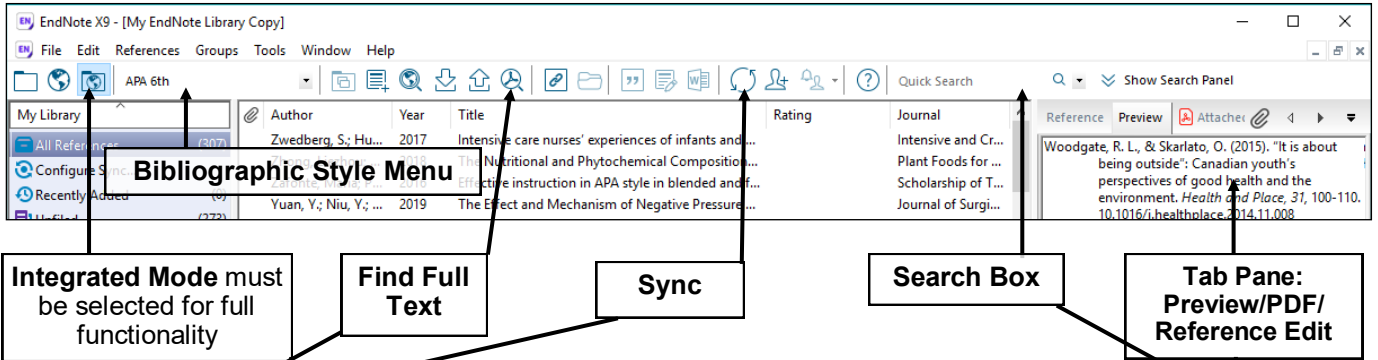 EndNote X9 - [My EndNote Library Copy]
File Edit References Groups Tools Window Help
APA 6th Quick Search Show Search Panel
My Library Author Year Title Rating Journal Reference Preview Attached
All References (307) Zwedberg, S.; Hu... 2017 Intensive care nurses' experiences of infants and... Intensive and Cr...
Configure Sync... 2018 The Nutritional and Phytochemical Composition... Plant Foods for ...
Recently Added (0) 2016 Effective instruction in APA style in blended and f... Scholarship of T...
Unfiled (273) Yuan, Y.; Niu, Y.; ... 2019 The Effect and Mechanism of Negative Pressure ... Journal of Surgi...
Woodgate, R. L., & Skarlato, O. (2015). "It is about
being outside": Canadian youth's
perspectives of good health and the
environment. Health and Place, 31, 100-110.
10.1016/j.healthplace.2014.11.008
Bibliographic Style Menu
Integrated Mode must
be selected for full
functionality
Find Full
Text
Sync
Search Box
Tab Pane:
Preview/PDF/
Reference Edit